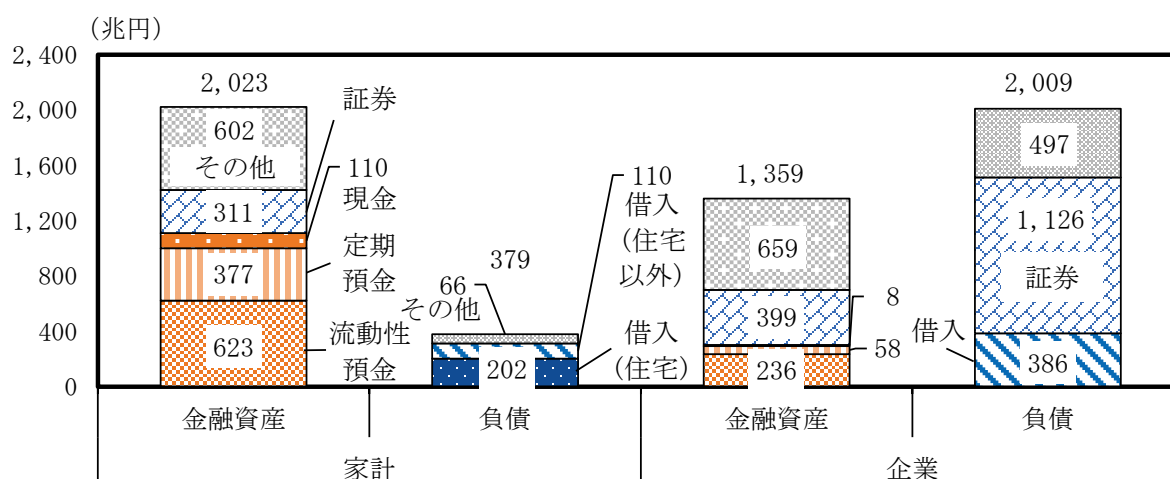 （兆円）
2,400
2,000
1,600
1,200
800
400
0
2,023
602
その他
311
377
623
証券
110
現金
定期
預金
流動性
預金
379
66
その他
202
110
借入
（住宅
以外）
借入
（住宅）
1,359
659
399
236
8
58
2,009
497
1,126
証券
386
借入
金融資産
負債
金融資産
負債
家計
企業